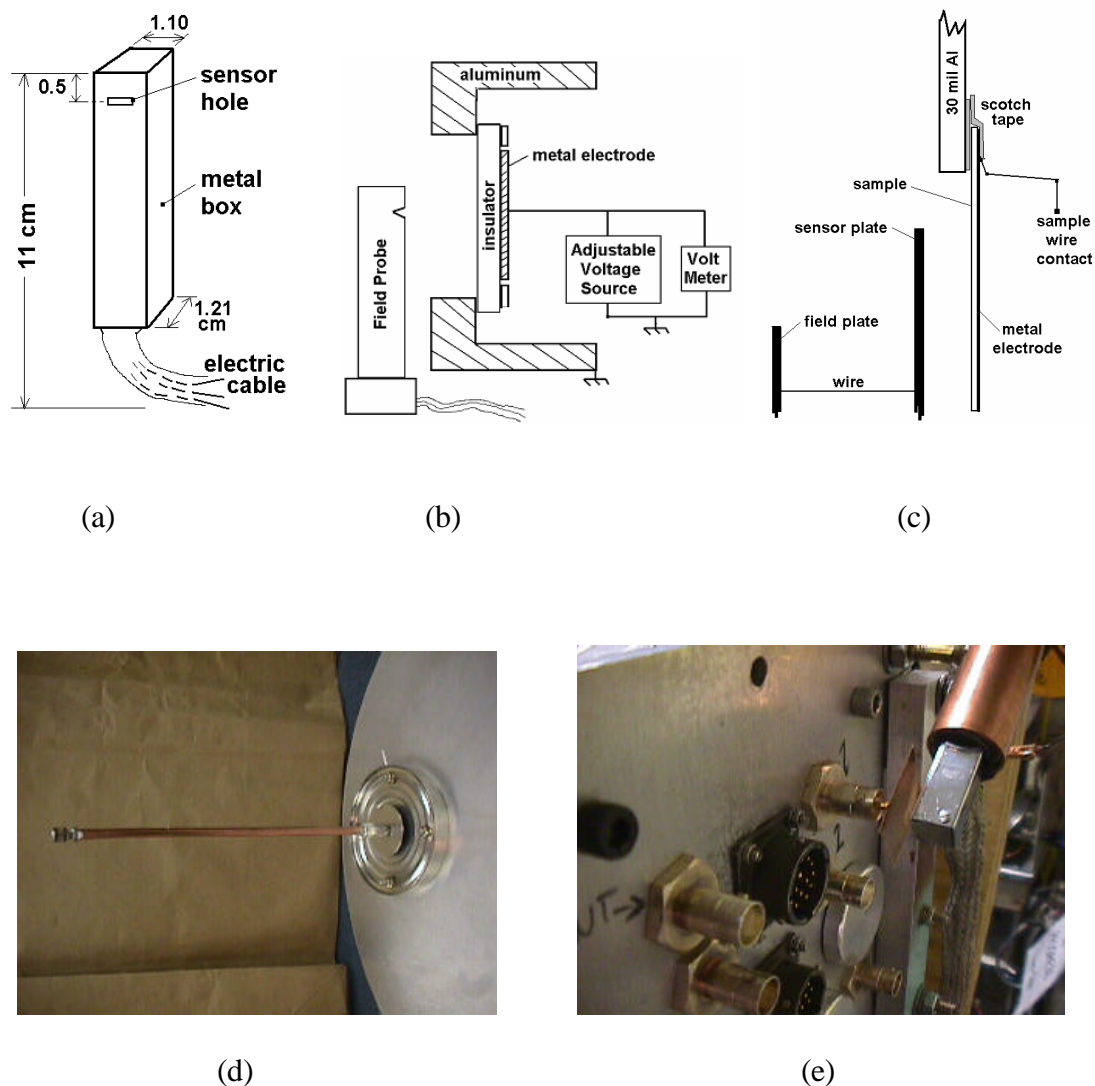 1.10
0.5
sensor
hole
metal
box
11 cm
1.21
cm
electric
cable
(a)
aluminum
metal electrode
insulator
Field Probe
Adjustable
Voltage
Source
Volt
Meter
(b)
30 mil Al
scotch
tape
sample
sensor plate
sample
wire
contact
field plate
metal
electrode
wire
(c)
(d)
1
2
OUT→
(e)